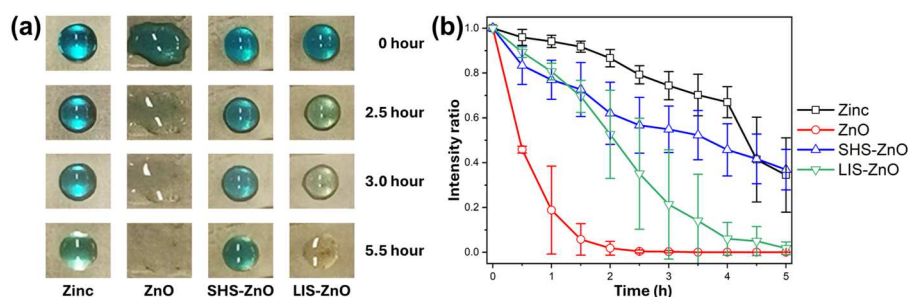 (a)
0 hour
2.5 hour
3.0 hour
5.5 hour
Zinc ZnO SHS-ZnO LIS-ZnO
(b)
Intensity ratio
1.0
0.8
0.6
0.4
0.2
0.0
0 1 2 3 4 5
Time (h)
Zinc
ZnO
SHS-ZnO
LIS-ZnO